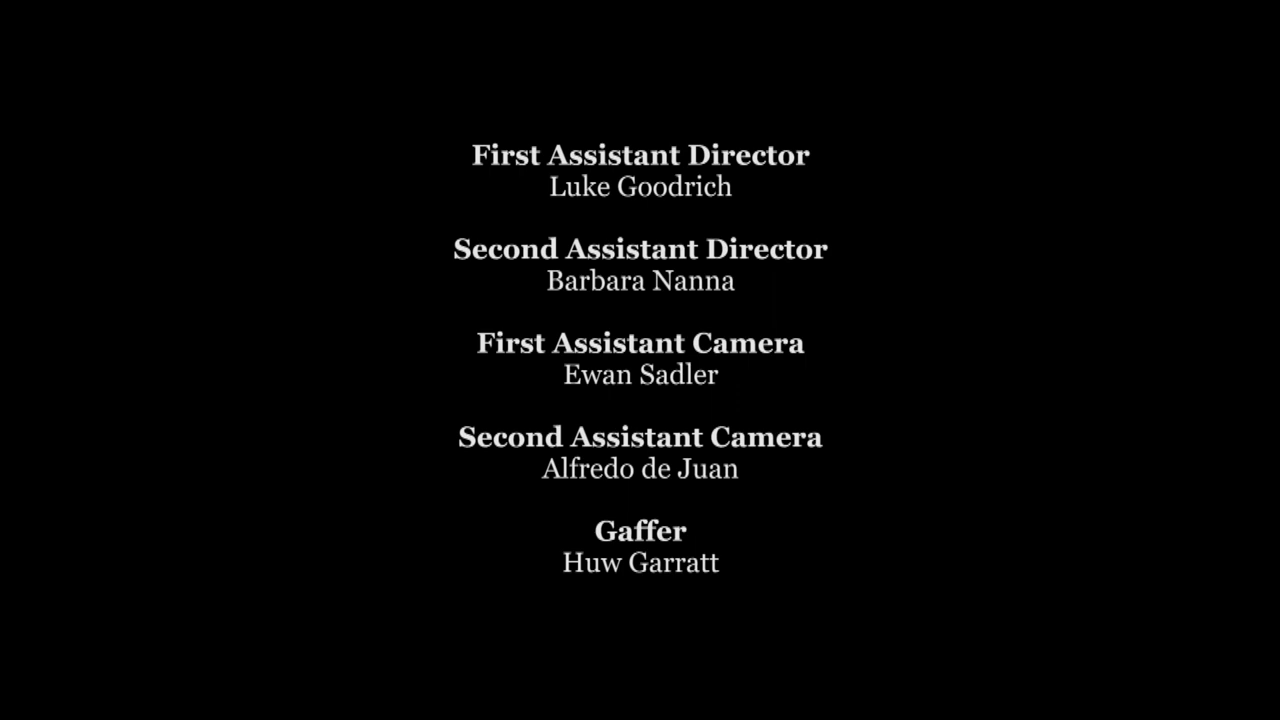 First Assistant Director
Luke Goodrich
Second Assistant Director
Barbara Nanna
First Assistant Camera
Ewan Sadler
Second Assistant Camera
Alfredo de Juan
Gaffer
Huw Garratt